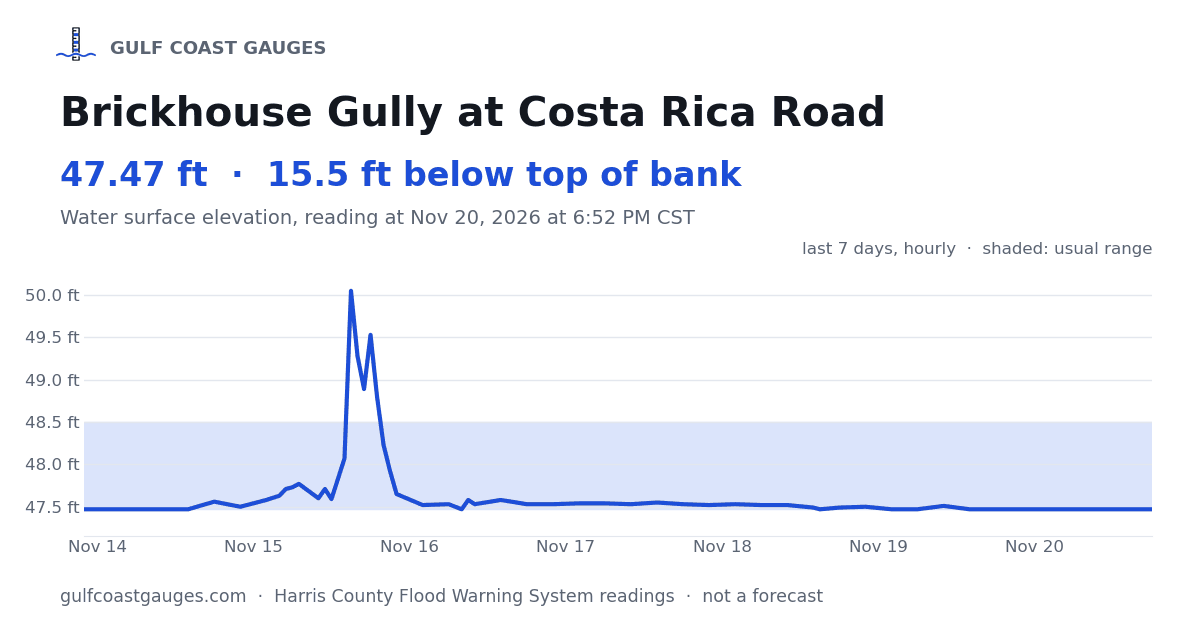 GULF COAST GAUGES
Brickhouse Gully at Costa Rica Road
47.47 ft · 15.5 ft below top of bank
Water surface elevation, reading at Nov 20, 2026 at 6:52 PM CST
last 7 days, hourly · shaded: usual range
50.0 ft
49.5 ft
49.0 ft
48.5 ft
48.0 ft
47.5 ft
Nov 14 Nov 15 Nov 16 Nov 17 Nov 18 Nov 19 Nov 20
gulfcoastgauges.com · Harris County Flood Warning System readings · not a forecast